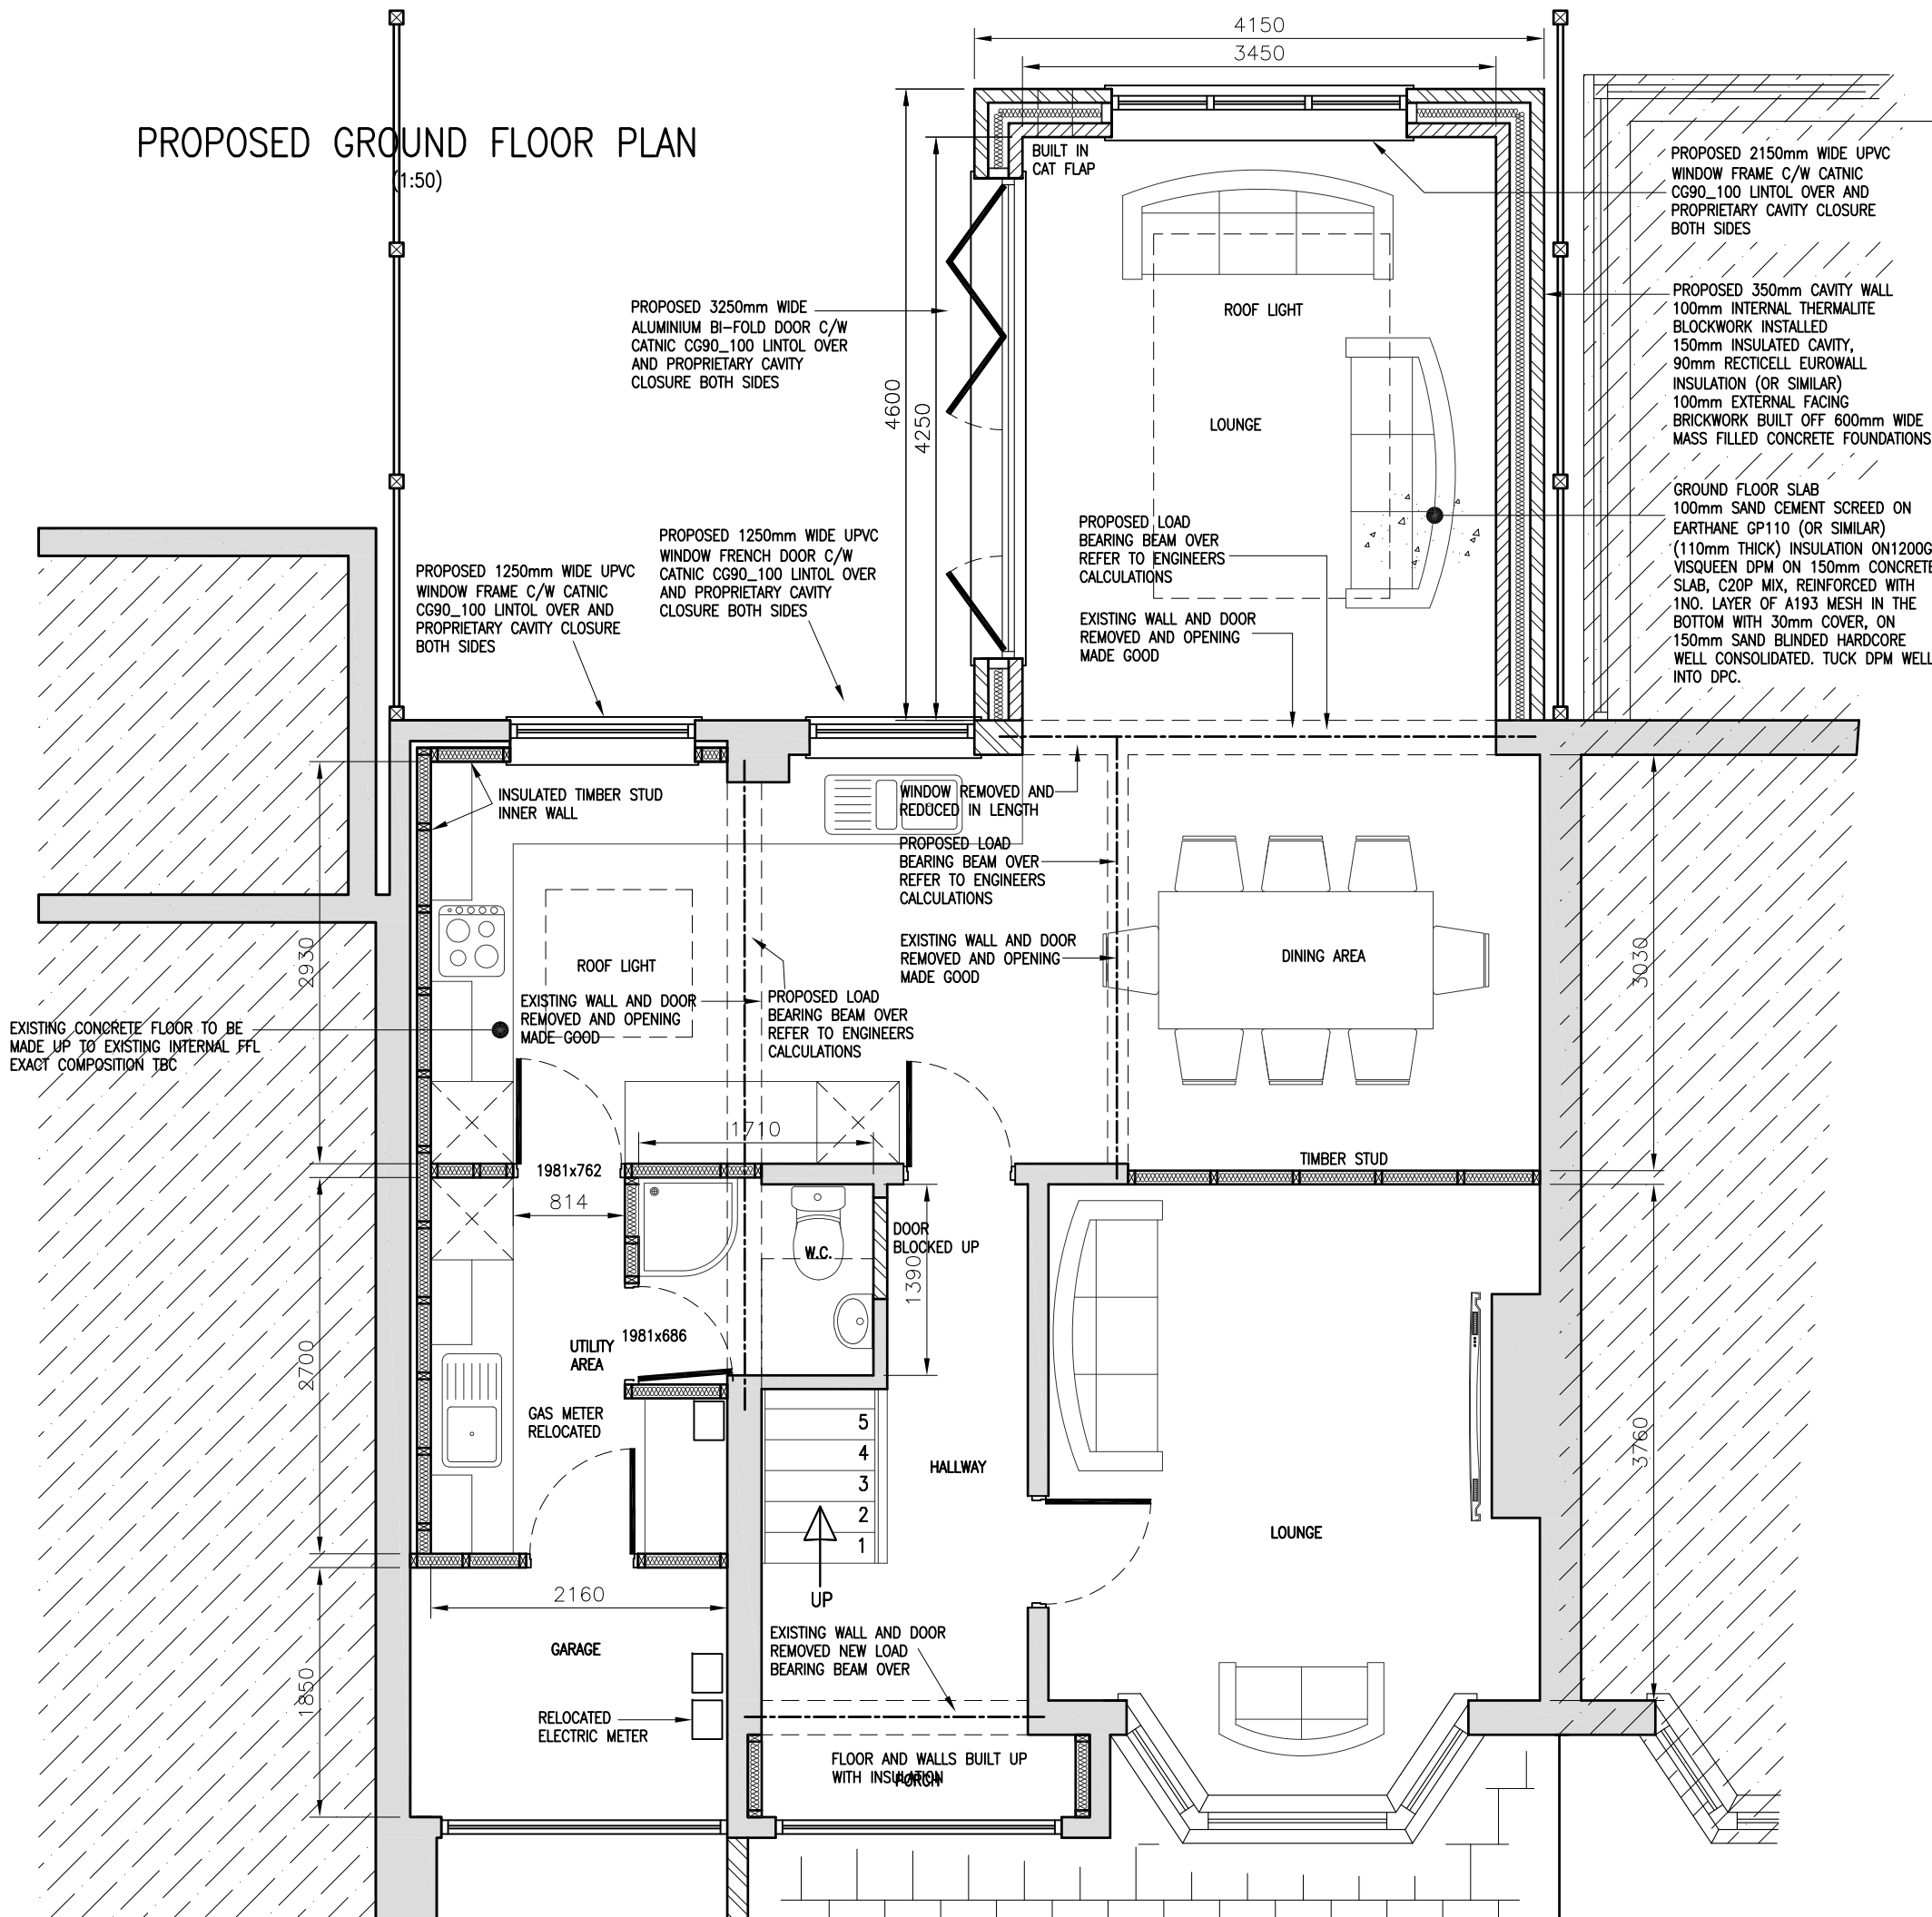 PROPOSED GROUND FLOOR PLAN
(1:50)
4150
3450
BUILT IN
CAT FLAP
PROPOSED 2150mm WIDE UPVC
WINDOW FRAME C/W CATNIC
CG90_100 LINTOL OVER AND
PROPRIETARY CAVITY CLOSURE
BOTH SIDES
PROPOSED 3250mm WIDE
ALUMINIUM BI-FOLD DOOR C/W
CATNIC CG90_100 LINTOL OVER
AND PROPRIETARY CAVITY
CLOSURE BOTH SIDES
4600
4250
ROOF LIGHT
LOUNGE
PROPOSED 350mm CAVITY WALL
100mm INTERNAL THERMALITE
BLOCKWORK INSTALLED
150mm INSULATED CAVITY,
90mm RECTICELL EUROWALL
INSULATION (OR SIMILAR)
100mm EXTERNAL FACING
BRICKWORK BUILT OFF 600mm WIDE
MASS FILLED CONCRETE FOUNDATIONS
GROUND FLOOR SLAB
100mm SAND CEMENT SCREED ON
EARTHANE GP110 (OR SIMILAR)
(110mm THICK) INSULATION ON1200G
VISQUEEN DPM ON 150mm CONCRETE
SLAB, C20P MIX, REINFORCED WITH
1NO. LAYER OF A193 MESH IN THE
BOTTOM WITH 30mm COVER, ON
150mm SAND BLINDED HARDCORE
WELL CONSOLIDATED. TUCK DPM WELL
INTO DPC.
PROPOSED 1250mm WIDE UPVC
WINDOW FRAME C/W CATNIC
CG90_100 LINTOL OVER AND
PROPRIETARY CAVITY CLOSURE
BOTH SIDES
PROPOSED 1250mm WIDE UPVC
WINDOW FRENCH DOOR C/W
CATNIC CG90_100 LINTOL OVER
AND PROPRIETARY CAVITY
CLOSURE BOTH SIDES
PROPOSED LOAD
BEARING BEAM OVER
REFER TO ENGINEERS
CALCULATIONS
EXISTING WALL AND DOOR
REMOVED AND OPENING
MADE GOOD
INSULATED TIMBER STUD
INNER WALL
WINDOW REMOVED AND
REDUCED IN LENGTH
PROPOSED LOAD
BEARING BEAM OVER
REFER TO ENGINEERS
CALCULATIONS
EXISTING WALL AND DOOR
REMOVED AND OPENING
MADE GOOD
DINING AREA
2930
3030
ROOF LIGHT
EXISTING WALL AND DOOR
REMOVED AND OPENING
MADE GOOD
PROPOSED LOAD
BEARING BEAM OVER
REFER TO ENGINEERS
CALCULATIONS
EXISTING CONCRETE FLOOR TO BE
MADE UP TO EXISTING INTERNAL FFL
EXACT COMPOSITION TBC
1710
TIMBER STUD
1981x762
814
W.C.
DOOR
BLOCKED UP
1390
1981x686
UTILITY
AREA
2700
GAS METER
RELOCATED
5
4
3
2
1
UP
HALLWAY
LOUNGE
3760
2160
GARAGE
1850
EXISTING WALL AND DOOR
REMOVED NEW LOAD
BEARING BEAM OVER
RELOCATED
ELECTRIC METER
FLOOR AND WALLS BUILT UP
WITH INSULATION
PORCH